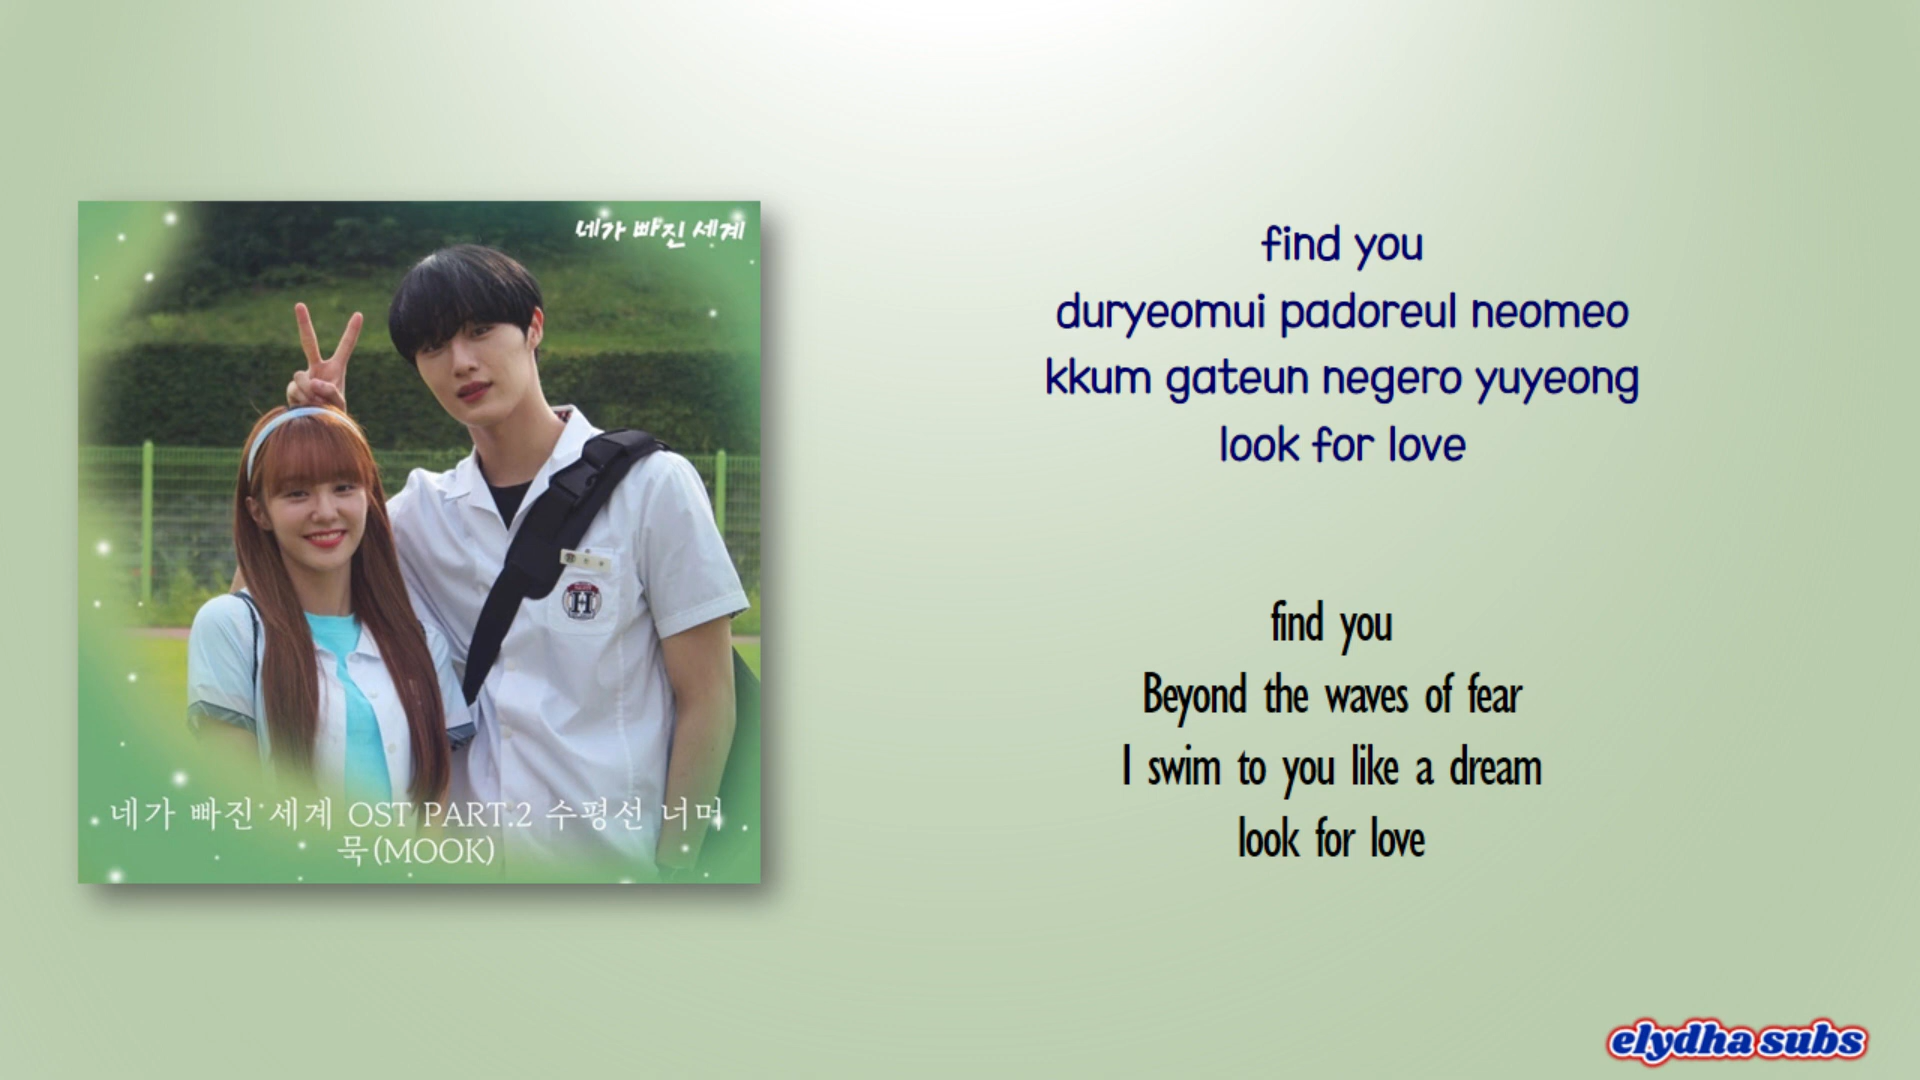 네가 빠진 세계
네가 빠진 세계 OST PART.2 수평선 너머
묵(MOOK)
find you
duryeomui padoreul neomeo
kkum gateun negero yuyeong
look for love
find you
Beyond the waves of fear
I swim to you like a dream
look for love
elydha subs
H